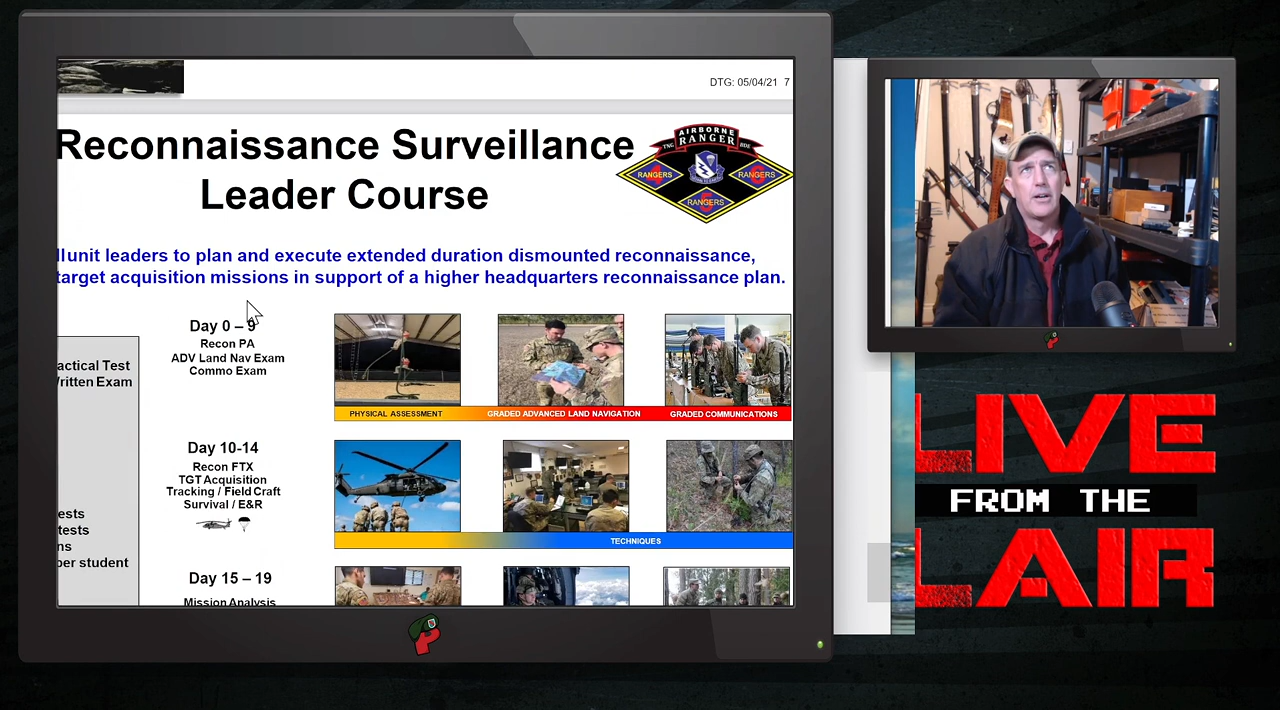 DTG: 05/04/21 7
Reconnaissance Surveillance
Leader Course
AIRBORNE
RANGER
TNG
BDE
RANGERS
RANGERS
RANGERS
unit leaders to plan and execute extended duration dismounted reconnaissance,
target acquisition missions in support of a higher headquarters reconnaissance plan.
Day 0 – 9
Recon PA
ADV Land Nav Exam
Commo Exam
actical Test
Written Exam
PHYSICAL ASSESSMENT
GRADED ADVANCED LAND NAVIGATION
GRADED COMMUNICATIONS
Day 10-14
Recon FTX
TGT Acquisition
Tracking / Field Craft
Survival / E&R
ests
tests
ns
per student
TECHNIQUES
Day 15 – 19
Mission Analysis
LIVE
FROM THE
LAIR